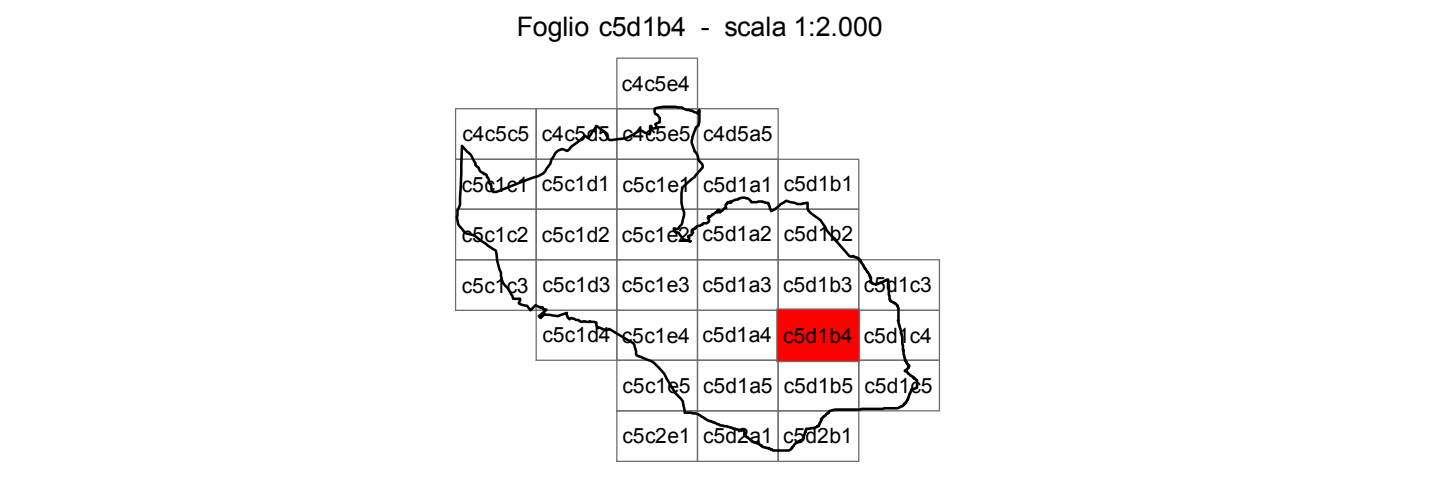 Foglio c5d1b4 - scala 1:2.000
c4c5e4
c4c5c5 c4c5d5 c4c5e5 c4d5a5
c5c1c1 c5c1d1 c5c1e1 c5d1a1 c5d1b1
c5c1c2 c5c1d2 c5c1e2 c5d1a2 c5d1b2
c5c1c3 c5c1d3 c5c1e3 c5d1a3 c5d1b3 c5d1c3
c5c1d4 c5c1e4 c5d1a4 c5d1b4 c5d1c4
c5c1e5 c5d1a5 c5d1b5 c5d1c5
c5c2e1 c5d2a1 c5d2b1